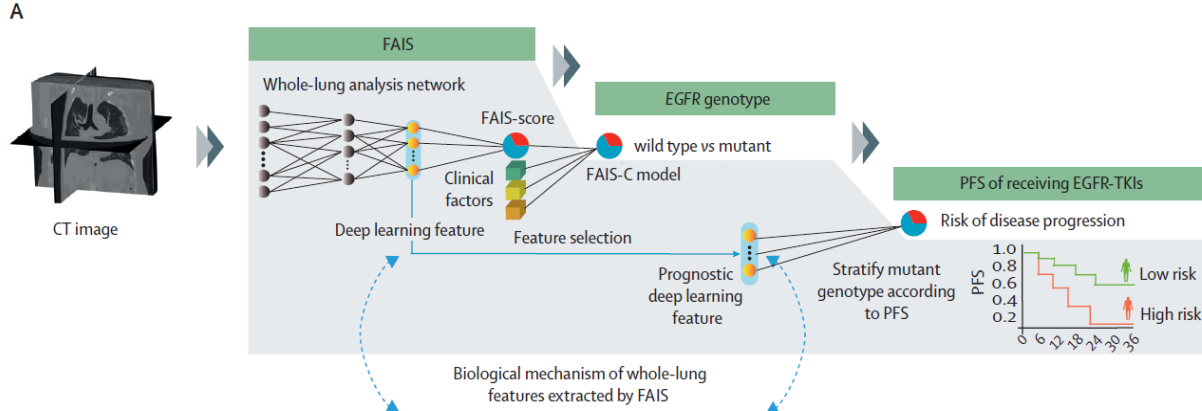 A
FAIS
Whole-lung analysis network
EGFR genotype
FAIS-score
wild type vs mutant
Clinical
factors
FAIS-C model
PFS of receiving EGFR-TKIs
CT image
Deep learning feature
Feature selection
Risk of disease progression
Prognostic
deep learning
feature
Stratify mutant
genotype according
to PFS
PFS
1.0
0.8
0.6
0.4
0.2
0
6
12
18
24
30
36
Low risk
High risk
Biological mechanism of whole-lung
features extracted by FAIS